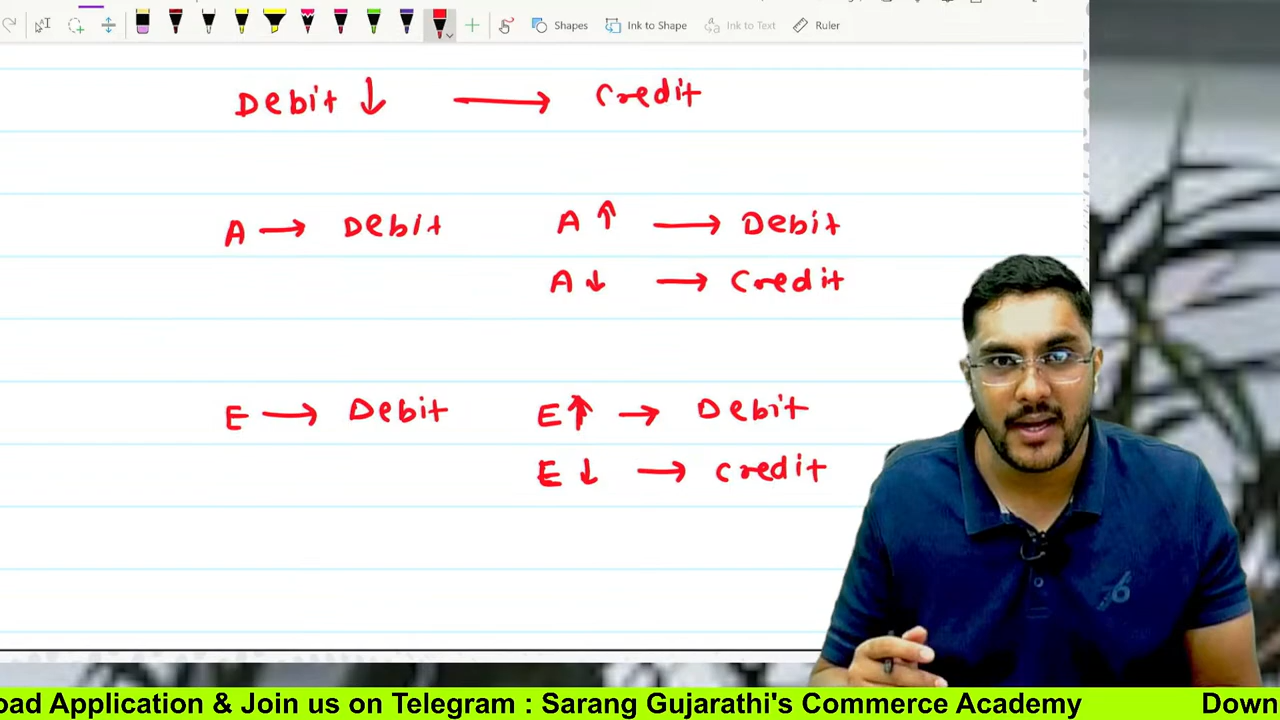 Shapes Ink to Shape Ink to Text Ruler
Debit ↓ → Credit
A → Debit A ↑ → Debit
A ↓ → Credit
E → Debit E ↑ → Debit
E ↓ → Credit
oad Application & Join us on Telegram : Sarang Gujarathi's Commerce Academy Down